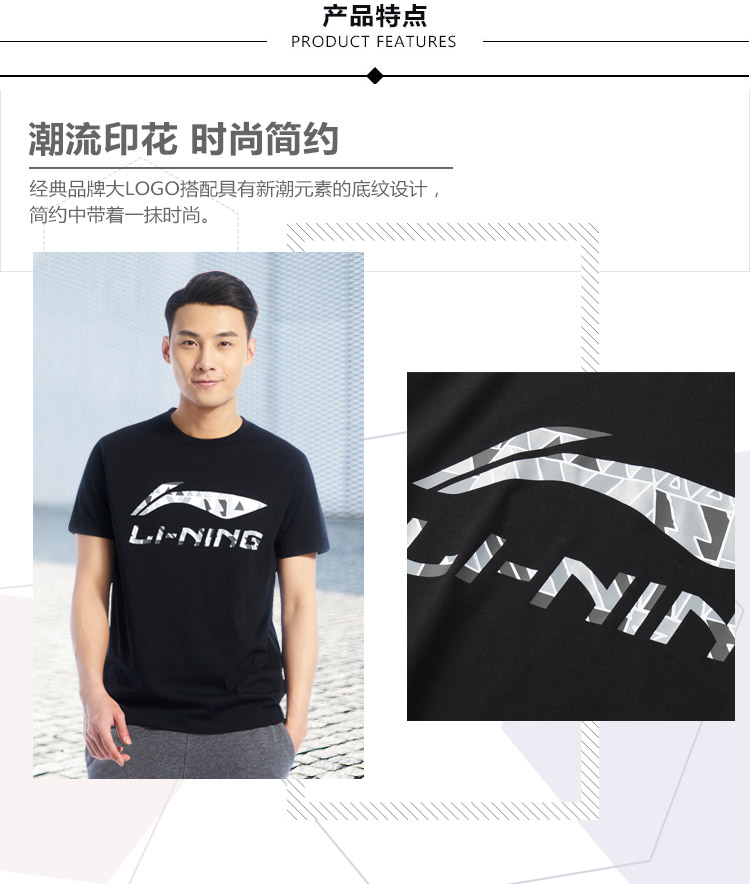 产品特点
PRODUCT FEATURES
潮流印花 时尚简约
经典品牌大LOGO搭配具有新潮元素的底纹设计，
简约中带着一抹时尚。
LI-NING
LI-NIN